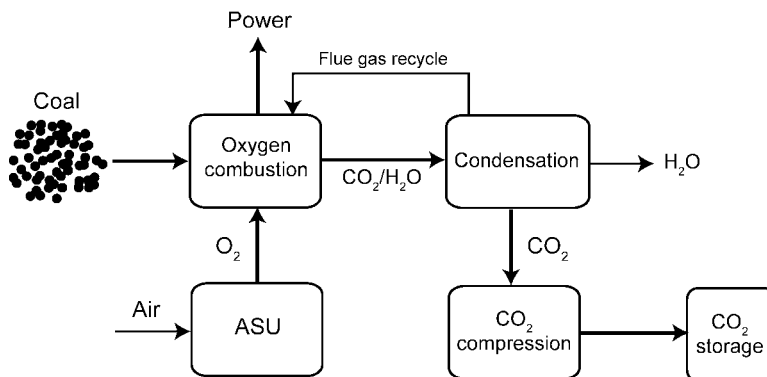 Power
Flue gas recycle
Coal
Oxygen
combustion
CO₂/H₂O
Condensation
H₂O
O₂
CO₂
Air
ASU
CO₂
compression
CO₂
storage